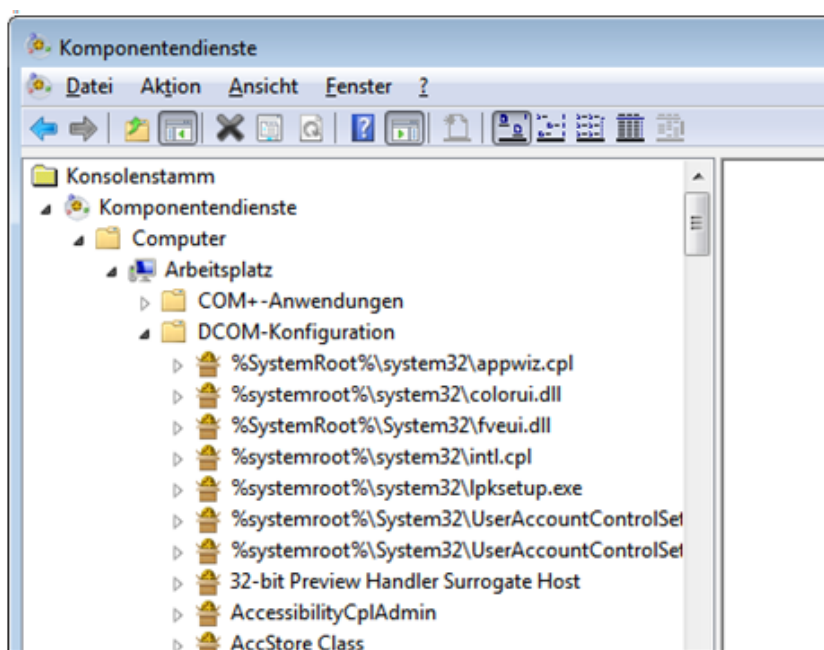 Komponentendienste
Datei Aktion Ansicht Fenster ?
Konsolenstamm
Komponentendienste
Computer
Arbeitsplatz
COM+-Anwendungen
DCOM-Konfiguration
%SystemRoot%\system32\appwiz.cpl
%systemroot%\system32\colorui.dll
%SystemRoot%\System32\fveui.dll
%systemroot%\system32\intl.cpl
%systemroot%\system32\lpksetup.exe
%systemroot%\System32\UserAccountControlSet
%systemroot%\System32\UserAccountControlSet
32-bit Preview Handler Surrogate Host
AccessibilityCplAdmin
AccStore Class